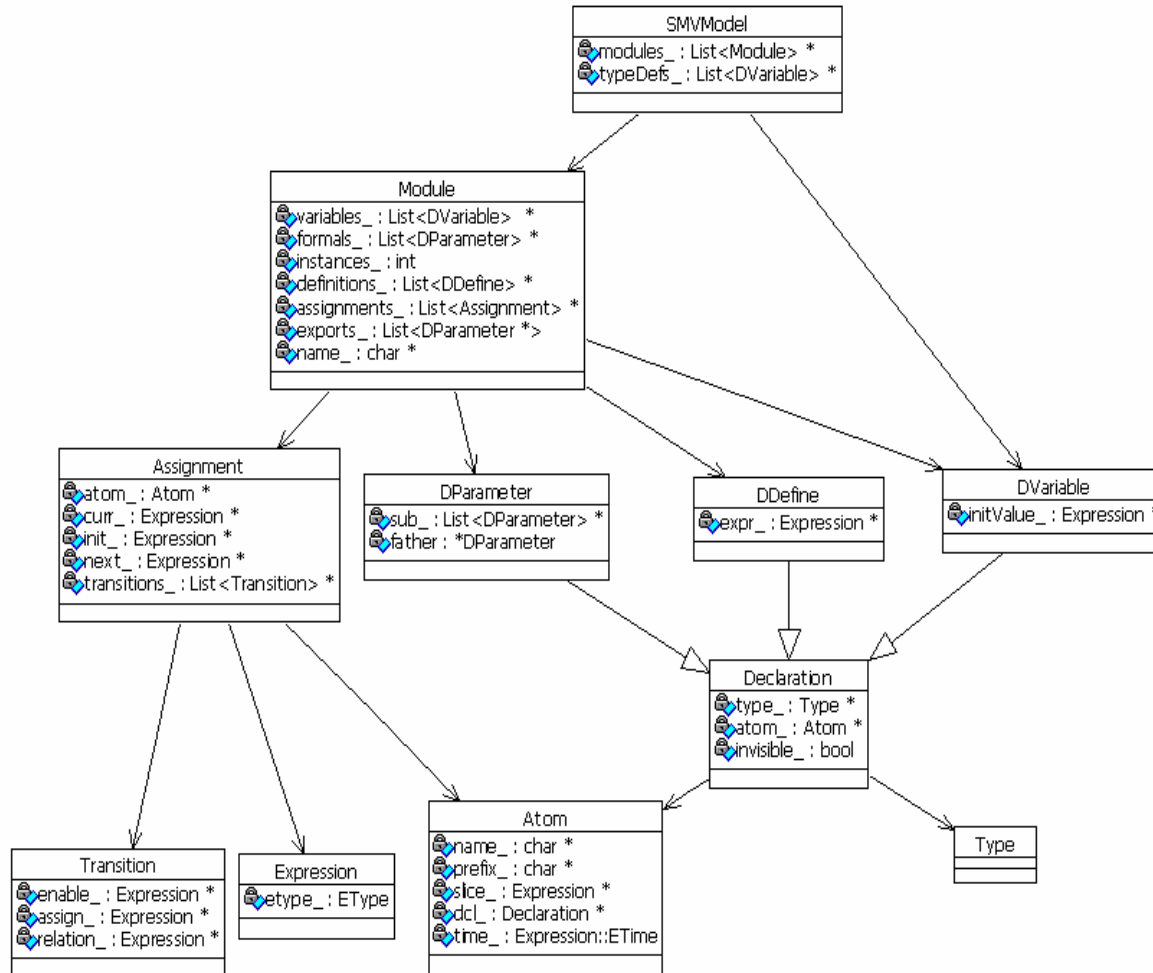 SMVModel
modules_ : List<Module> *
typeDefs_ : List<DVariable> *
Module
variables_ : List<DVariable> *
formals_ : List<DParameter> *
instances_ : int
definitions_ : List<DDefine> *
assignments_ : List<Assignment> *
exports_ : List<DParameter *>
name_ : char *
Assignment
atom_ : Atom *
curr_ : Expression *
init_ : Expression *
next_ : Expression *
transitions_ : List<Transition> *
DParameter
sub_ : List<DParameter> *
father : *DParameter
DDefine
expr_ : Expression *
DVariable
initValue_ : Expression *
Declaration
type_ : Type *
atom_ : Atom *
invisible_ : bool
Transition
enable_ : Expression *
assign_ : Expression *
relation_ : Expression *
Expression
etype_ : EType
Atom
name_ : char *
prefix_ : char *
slice_ : Expression *
dcl_ : Declaration *
time_ : Expression::ETime
Type